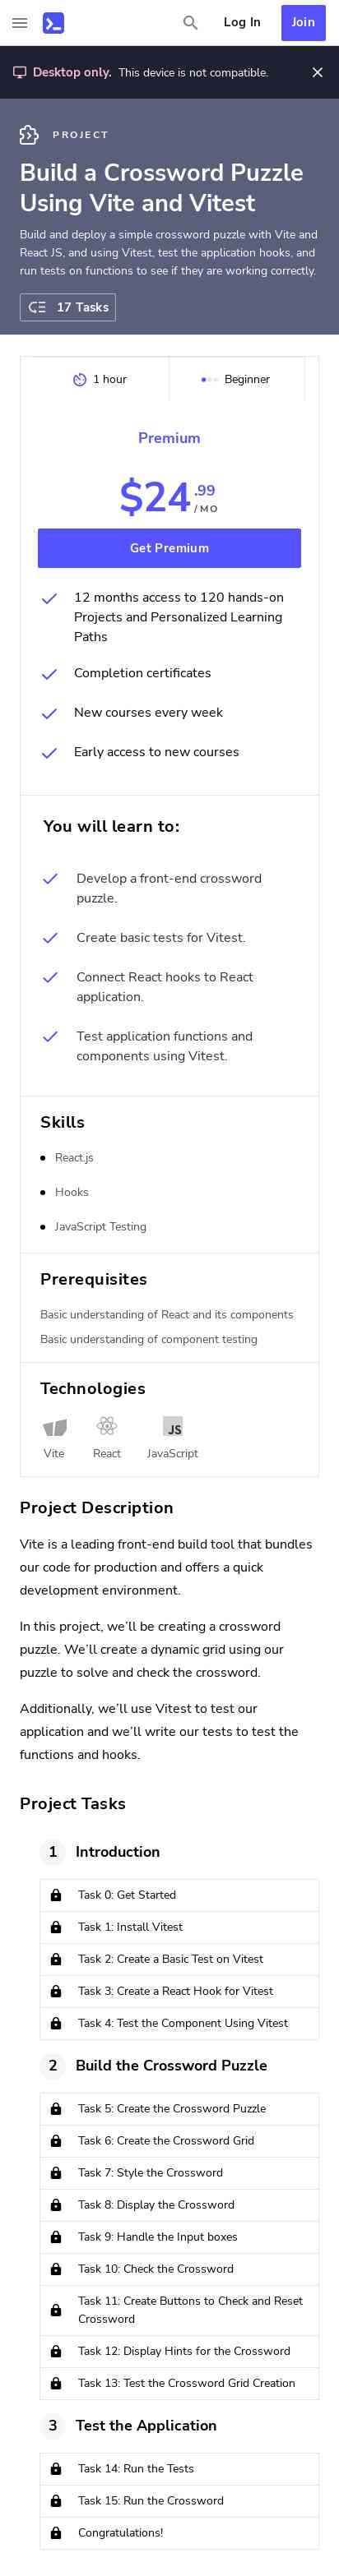 Log In
Join
Desktop only. This device is not compatible.
PROJECT
Build a Crossword Puzzle
Using Vite and Vitest
Build and deploy a simple crossword puzzle with Vite and
React JS, and using Vitest, test the application hooks, and
run tests on functions to see if they are working correctly.
17 Tasks
1 hour
Beginner
Premium
$24.99
/ MO
Get Premium
12 months access to 120 hands-on
Projects and Personalized Learning
Paths
Completion certificates
New courses every week
Early access to new courses
You will learn to:
Develop a front-end crossword
puzzle.
Create basic tests for Vitest.
Connect React hooks to React
application.
Test application functions and
components using Vitest.
Skills
React.js
Hooks
JavaScript Testing
Prerequisites
Basic understanding of React and its components
Basic understanding of component testing
Technologies
JS
Vite
React
JavaScript
Project Description
Vite is a leading front-end build tool that bundles
our code for production and offers a quick
development environment.
In this project, we’ll be creating a crossword
puzzle. We’ll create a dynamic grid using our
puzzle to solve and check the crossword.
Additionally, we’ll use Vitest to test our
application and we’ll write our tests to test the
functions and hooks.
Project Tasks
1 Introduction
Task 0: Get Started
Task 1: Install Vitest
Task 2: Create a Basic Test on Vitest
Task 3: Create a React Hook for Vitest
Task 4: Test the Component Using Vitest
2 Build the Crossword Puzzle
Task 5: Create the Crossword Puzzle
Task 6: Create the Crossword Grid
Task 7: Style the Crossword
Task 8: Display the Crossword
Task 9: Handle the Input boxes
Task 10: Check the Crossword
Task 11: Create Buttons to Check and Reset
Crossword
Task 12: Display Hints for the Crossword
Task 13: Test the Crossword Grid Creation
3 Test the Application
Task 14: Run the Tests
Task 15: Run the Crossword
Congratulations!